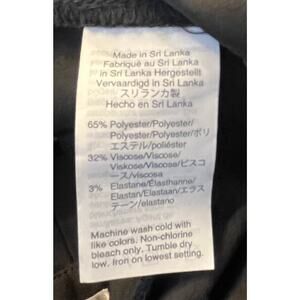 Made in Sri Lanka
Fabriqué au Sri Lanka
in Sri Lanka Hergestellt
Vervaardigd in Sri Lanka
スリランカ製
Hecho en Sri Lanka
65% Polyester/Polyester/
Polyester/Polyester/ポリ
エステル/poliéster
32% Viscose/Viscose/
Viskose/Viscose/ビスコ
ース/viscosa
3% Elastane/Élasthanne/
Elastan/Elastaan/エラス
テーン/elastano
Machine wash cold with
like colors. Non-chlorine
bleach only. Tumble dry
low. Iron on lowest setting.